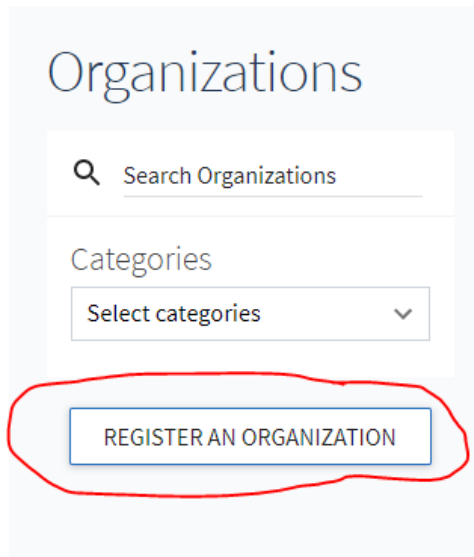 Organizations
Search Organizations
Categories
Select categories
REGISTER AN ORGANIZATION